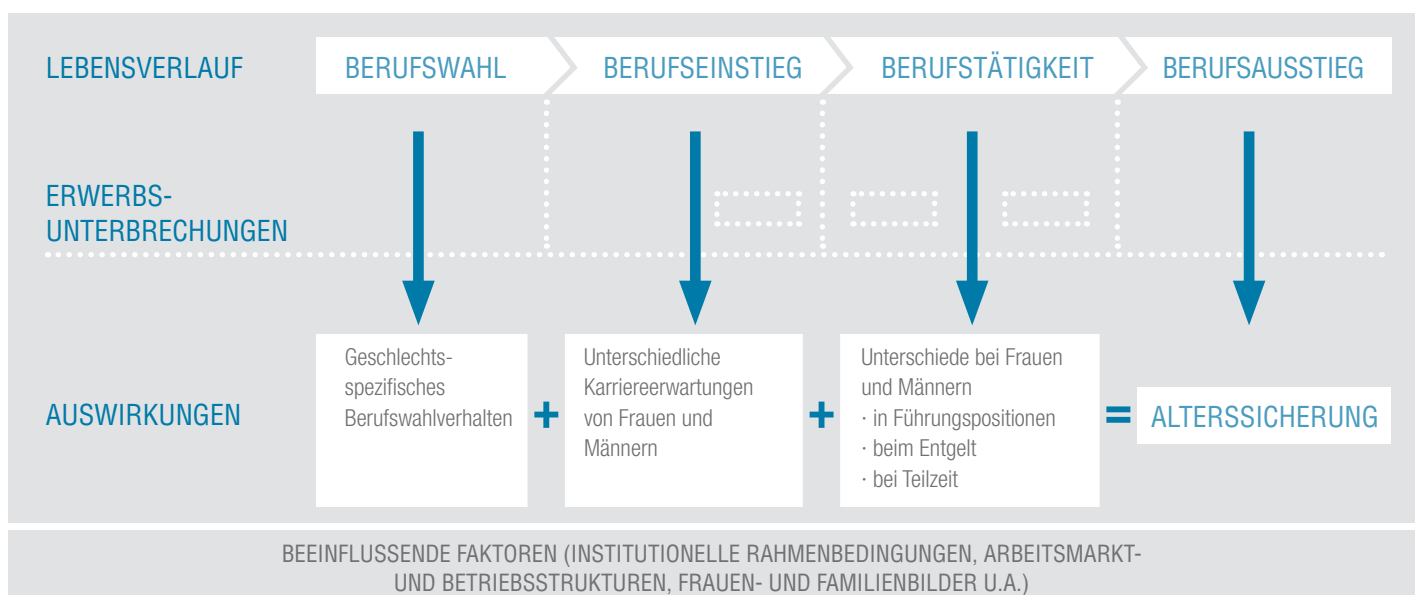 LEBENSVERLAUF
BERUFSWAHL
BERUFSEINSTIEG
BERUFSTÄTIGKEIT
BERUFSAUSSTIEG
ERWERBS-
UNTERBRECHUNGEN
AUSWIRKUNGEN
Geschlechts-
spezifisches
Berufswahlverhalten
+
Unterschiedliche
Karriereerwartungen
von Frauen und
Männern
+
Unterschiede bei Frauen
und Männern
· in Führungspositionen
· beim Entgelt
· bei Teilzeit
=
ALTERSSICHERUNG
BEEINFLUSSENDE FAKTOREN (INSTITUTIONELLE RAHMENBEDINGUNGEN, ARBEITSMARKT-
UND BETRIEBSSTRUKTUREN, FRAUEN- UND FAMILIENBILDER U.A.)